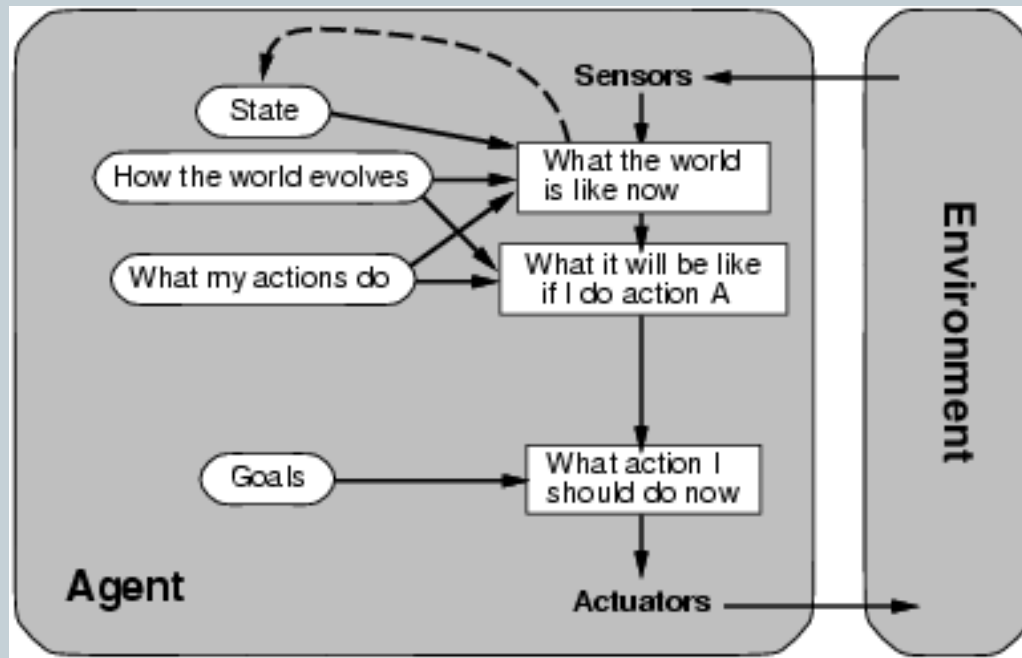 Sensors
State
What the world
is like now
How the world evolves
What my actions do
What it will be like
if I do action A
Goals
What action I
should do now
Agent
Actuators
Environment